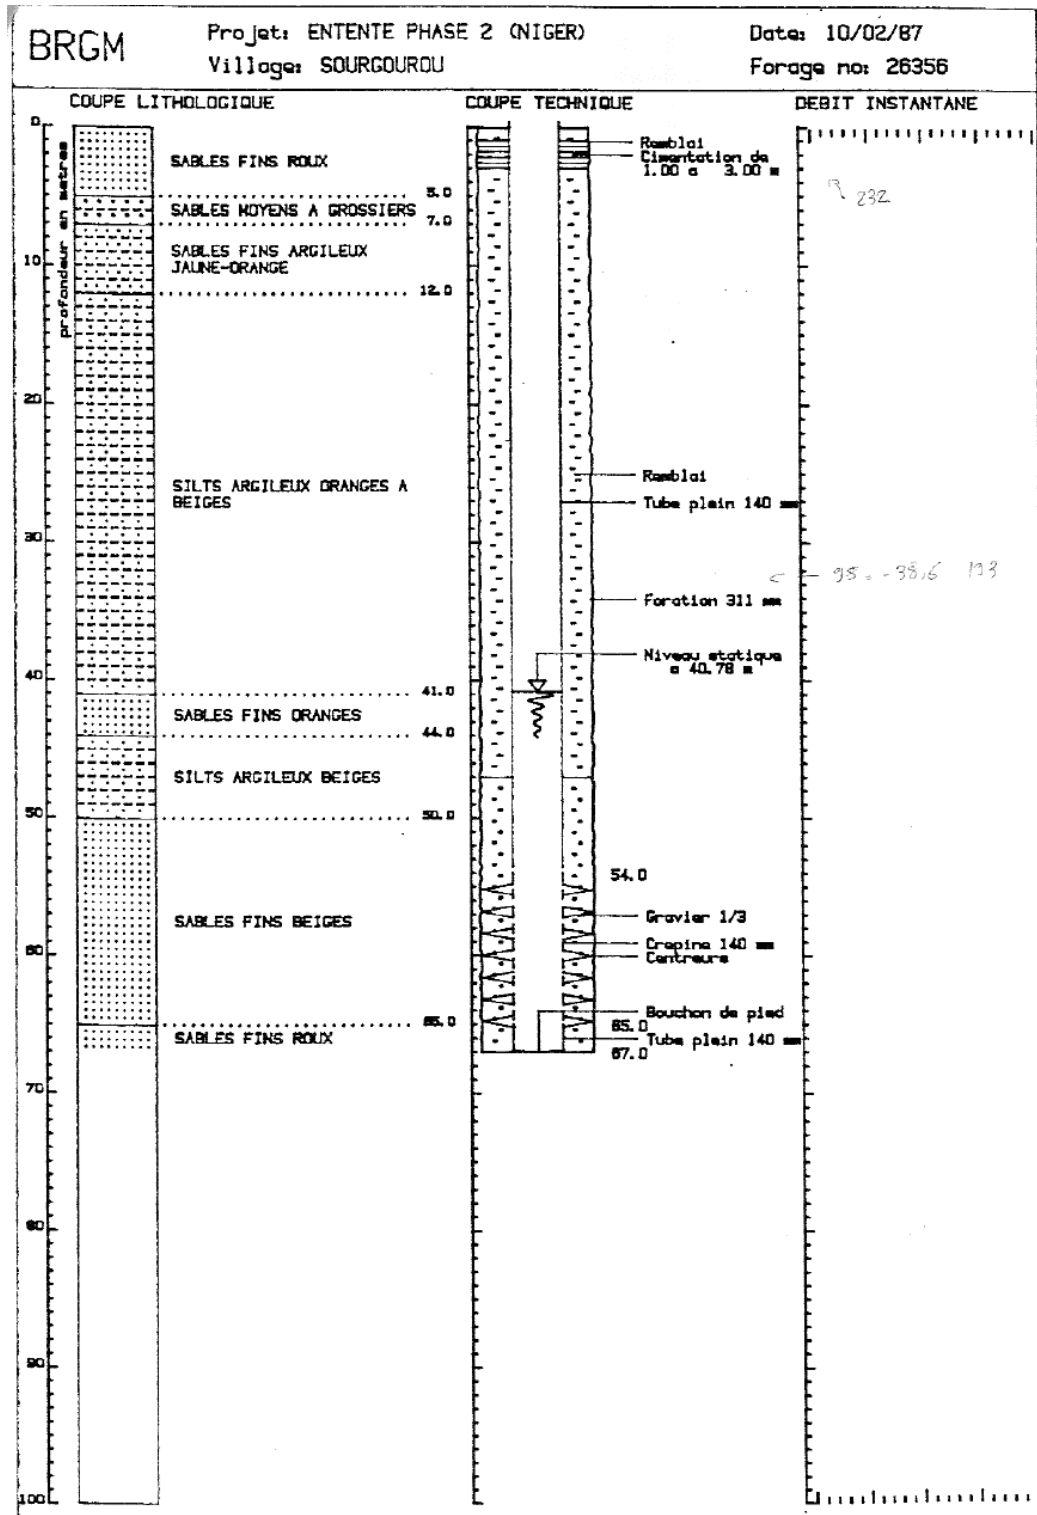 BRGM
Projet: ENTENTE PHASE 2 (NIGER)
Village: SOURGOUROU
Date: 10/02/87
Forage no: 26356
COUPE LITHOLOGIQUE
COUPE TECHNIQUE
DEBIT INSTANTANE
profondeur en metres
0
10
20
30
40
50
60
70
80
90
100
SABLES FINS ROUX
5.0
SABLES MOYENS A GROSSIERS
7.0
SABLES FINS ARGILEUX
JAUNE-ORANGE
12.0
SILTS ARGILEUX ORANGES A
BEIGES
41.0
SABLES FINS ORANGES
44.0
SILTS ARGILEUX BEIGES
50.0
SABLES FINS BEIGES
65.0
SABLES FINS ROUX
Remblai
Cimentation de
1.00 a 3.00 m
Remblai
Tube plein 140 mm
Foration 311 mm
Niveau statique
a 40.78 m
54.0
Gravier 1/3
Crepine 140 mm
Centreurs
Bouchon de pied
65.0
Tube plein 140 mm
67.0
232